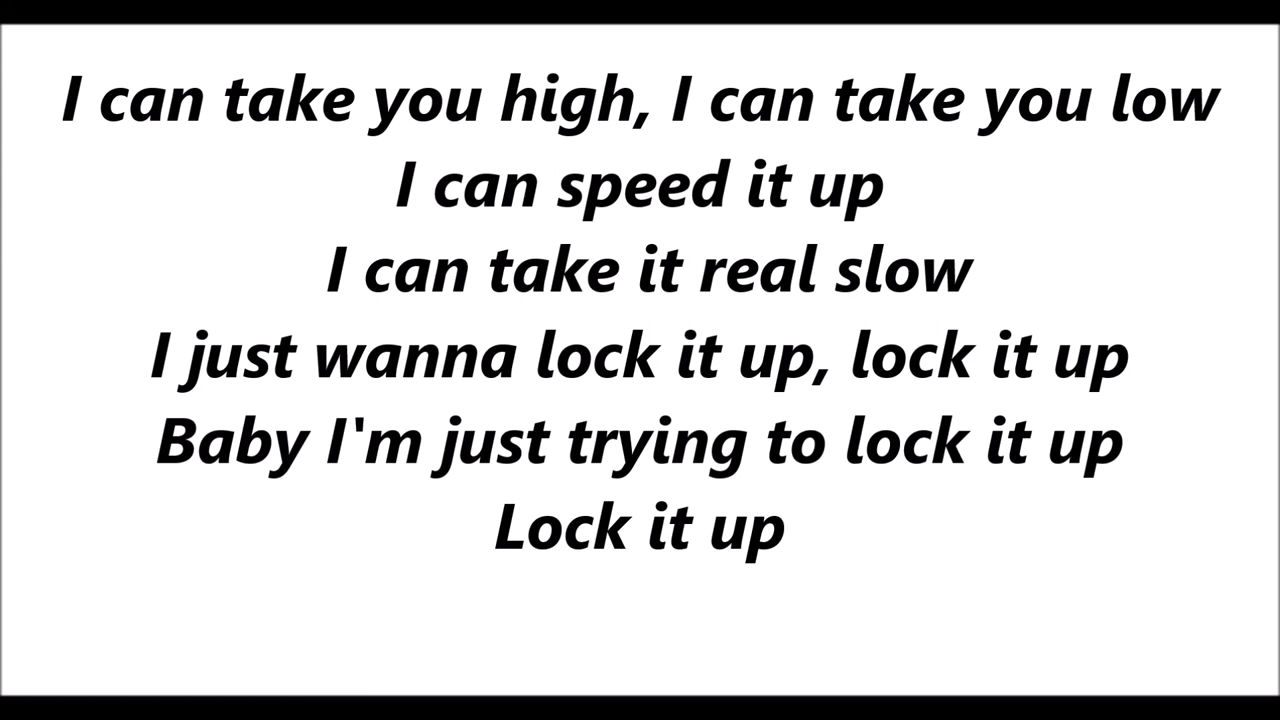 I can take you high, I can take you low
I can speed it up
I can take it real slow
I just wanna lock it up, lock it up
Baby I'm just trying to lock it up
Lock it up